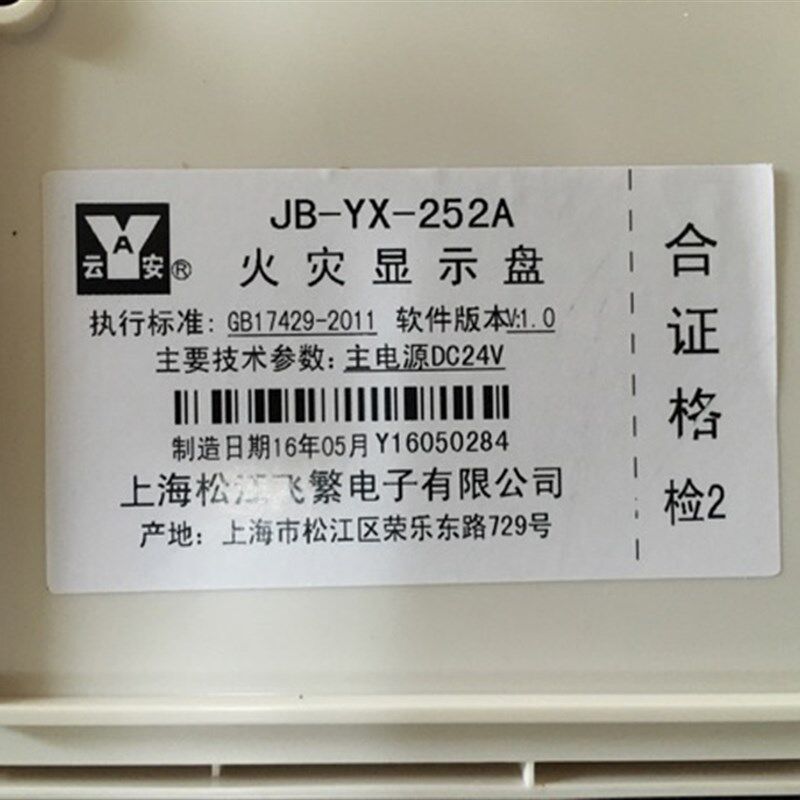 云A安®
JB-YX-252A
火灾显示盘
执行标准: GB17429-2011 软件版本V:1.0
主要技术参数: 主电源DC24V
制造日期16年05月 Y16050284
上海松江飞繁电子有限公司
产地: 上海市松江区荣乐东路729号
合证格
检2